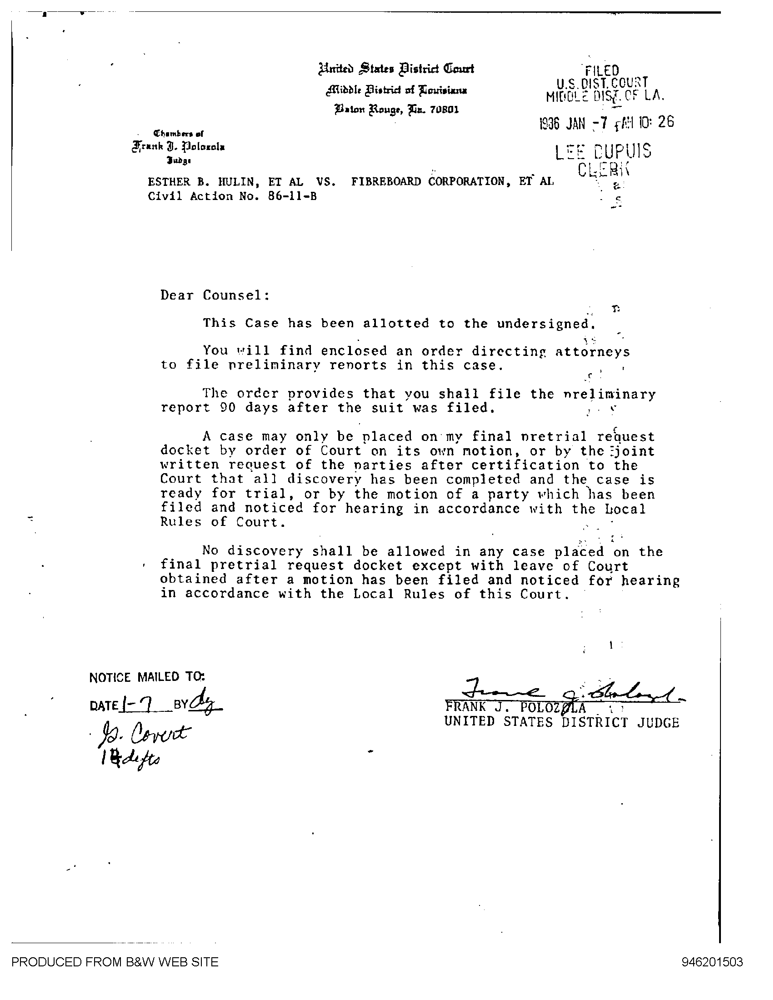 United States District Court
Middle District of Louisiana
Baton Rouge, La. 70801
FILED
U.S. DIST. COURT
MIDDLE DIST. OF LA.
1986 JAN -7 AM 10: 26
LEE DUPUIS
CLERK
Chambers of
Frank J. Polozola
Judge
ESTHER B. HULIN, ET AL VS. FIBREBOARD CORPORATION, ET AL
Civil Action No. 86-11-B
Dear Counsel:
This Case has been allotted to the undersigned.
You will find enclosed an order directing attorneys
to file preliminary reports in this case.
The order provides that you shall file the preliminary
report 90 days after the suit was filed.
A case may only be placed on my final pretrial request
docket by order of Court on its own motion, or by the joint
written request of the parties after certification to the
Court that all discovery has been completed and the case is
ready for trial, or by the motion of a party which has been
filed and noticed for hearing in accordance with the Local
Rules of Court.
No discovery shall be allowed in any case placed on the
final pretrial request docket except with leave of Court
obtained after a motion has been filed and noticed for hearing
in accordance with the Local Rules of this Court.
NOTICE MAILED TO:
DATE 1-7 BY dg
G. Covert
defts
FRANK J. POLOZOLA
UNITED STATES DISTRICT JUDGE
PRODUCED FROM B&W WEB SITE
946201503